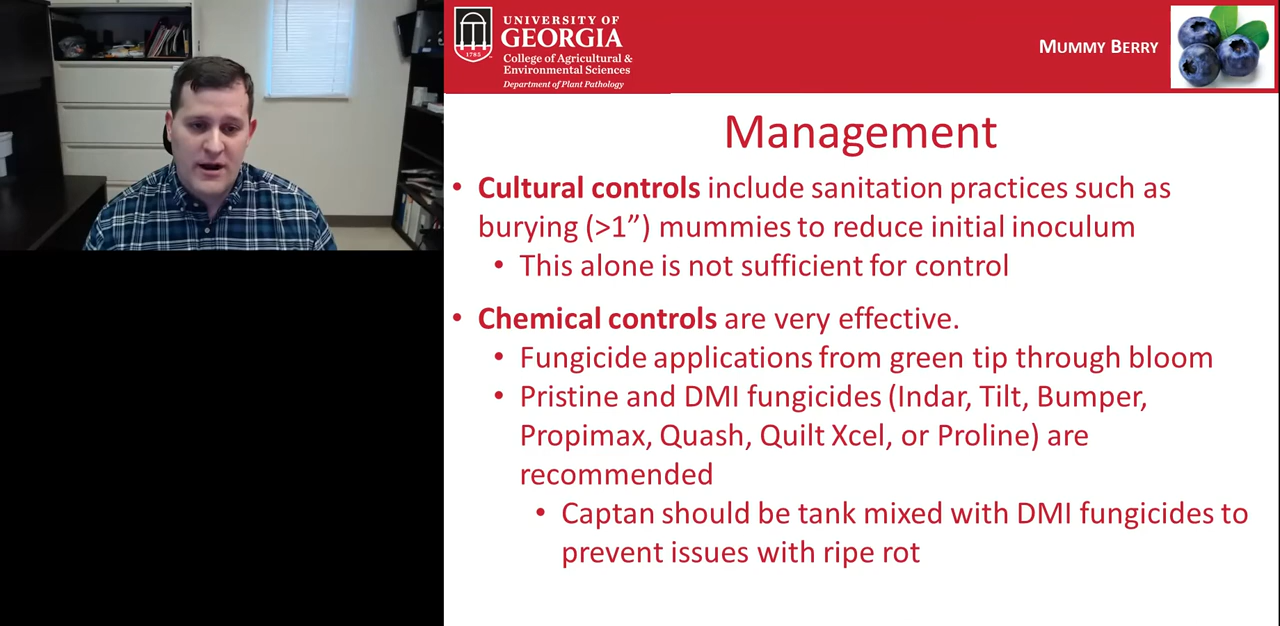 UNIVERSITY OF
GEORGIA
College of Agricultural &
Environmental Sciences
Department of Plant Pathology
1785
MUMMY BERRY
Management
• Cultural controls include sanitation practices such as
burying (>1”) mummies to reduce initial inoculum
• This alone is not sufficient for control
• Chemical controls are very effective.
• Fungicide applications from green tip through bloom
• Pristine and DMI fungicides (Indar, Tilt, Bumper,
Propimax, Quash, Quilt Xcel, or Proline) are
recommended
• Captan should be tank mixed with DMI fungicides to
prevent issues with ripe rot